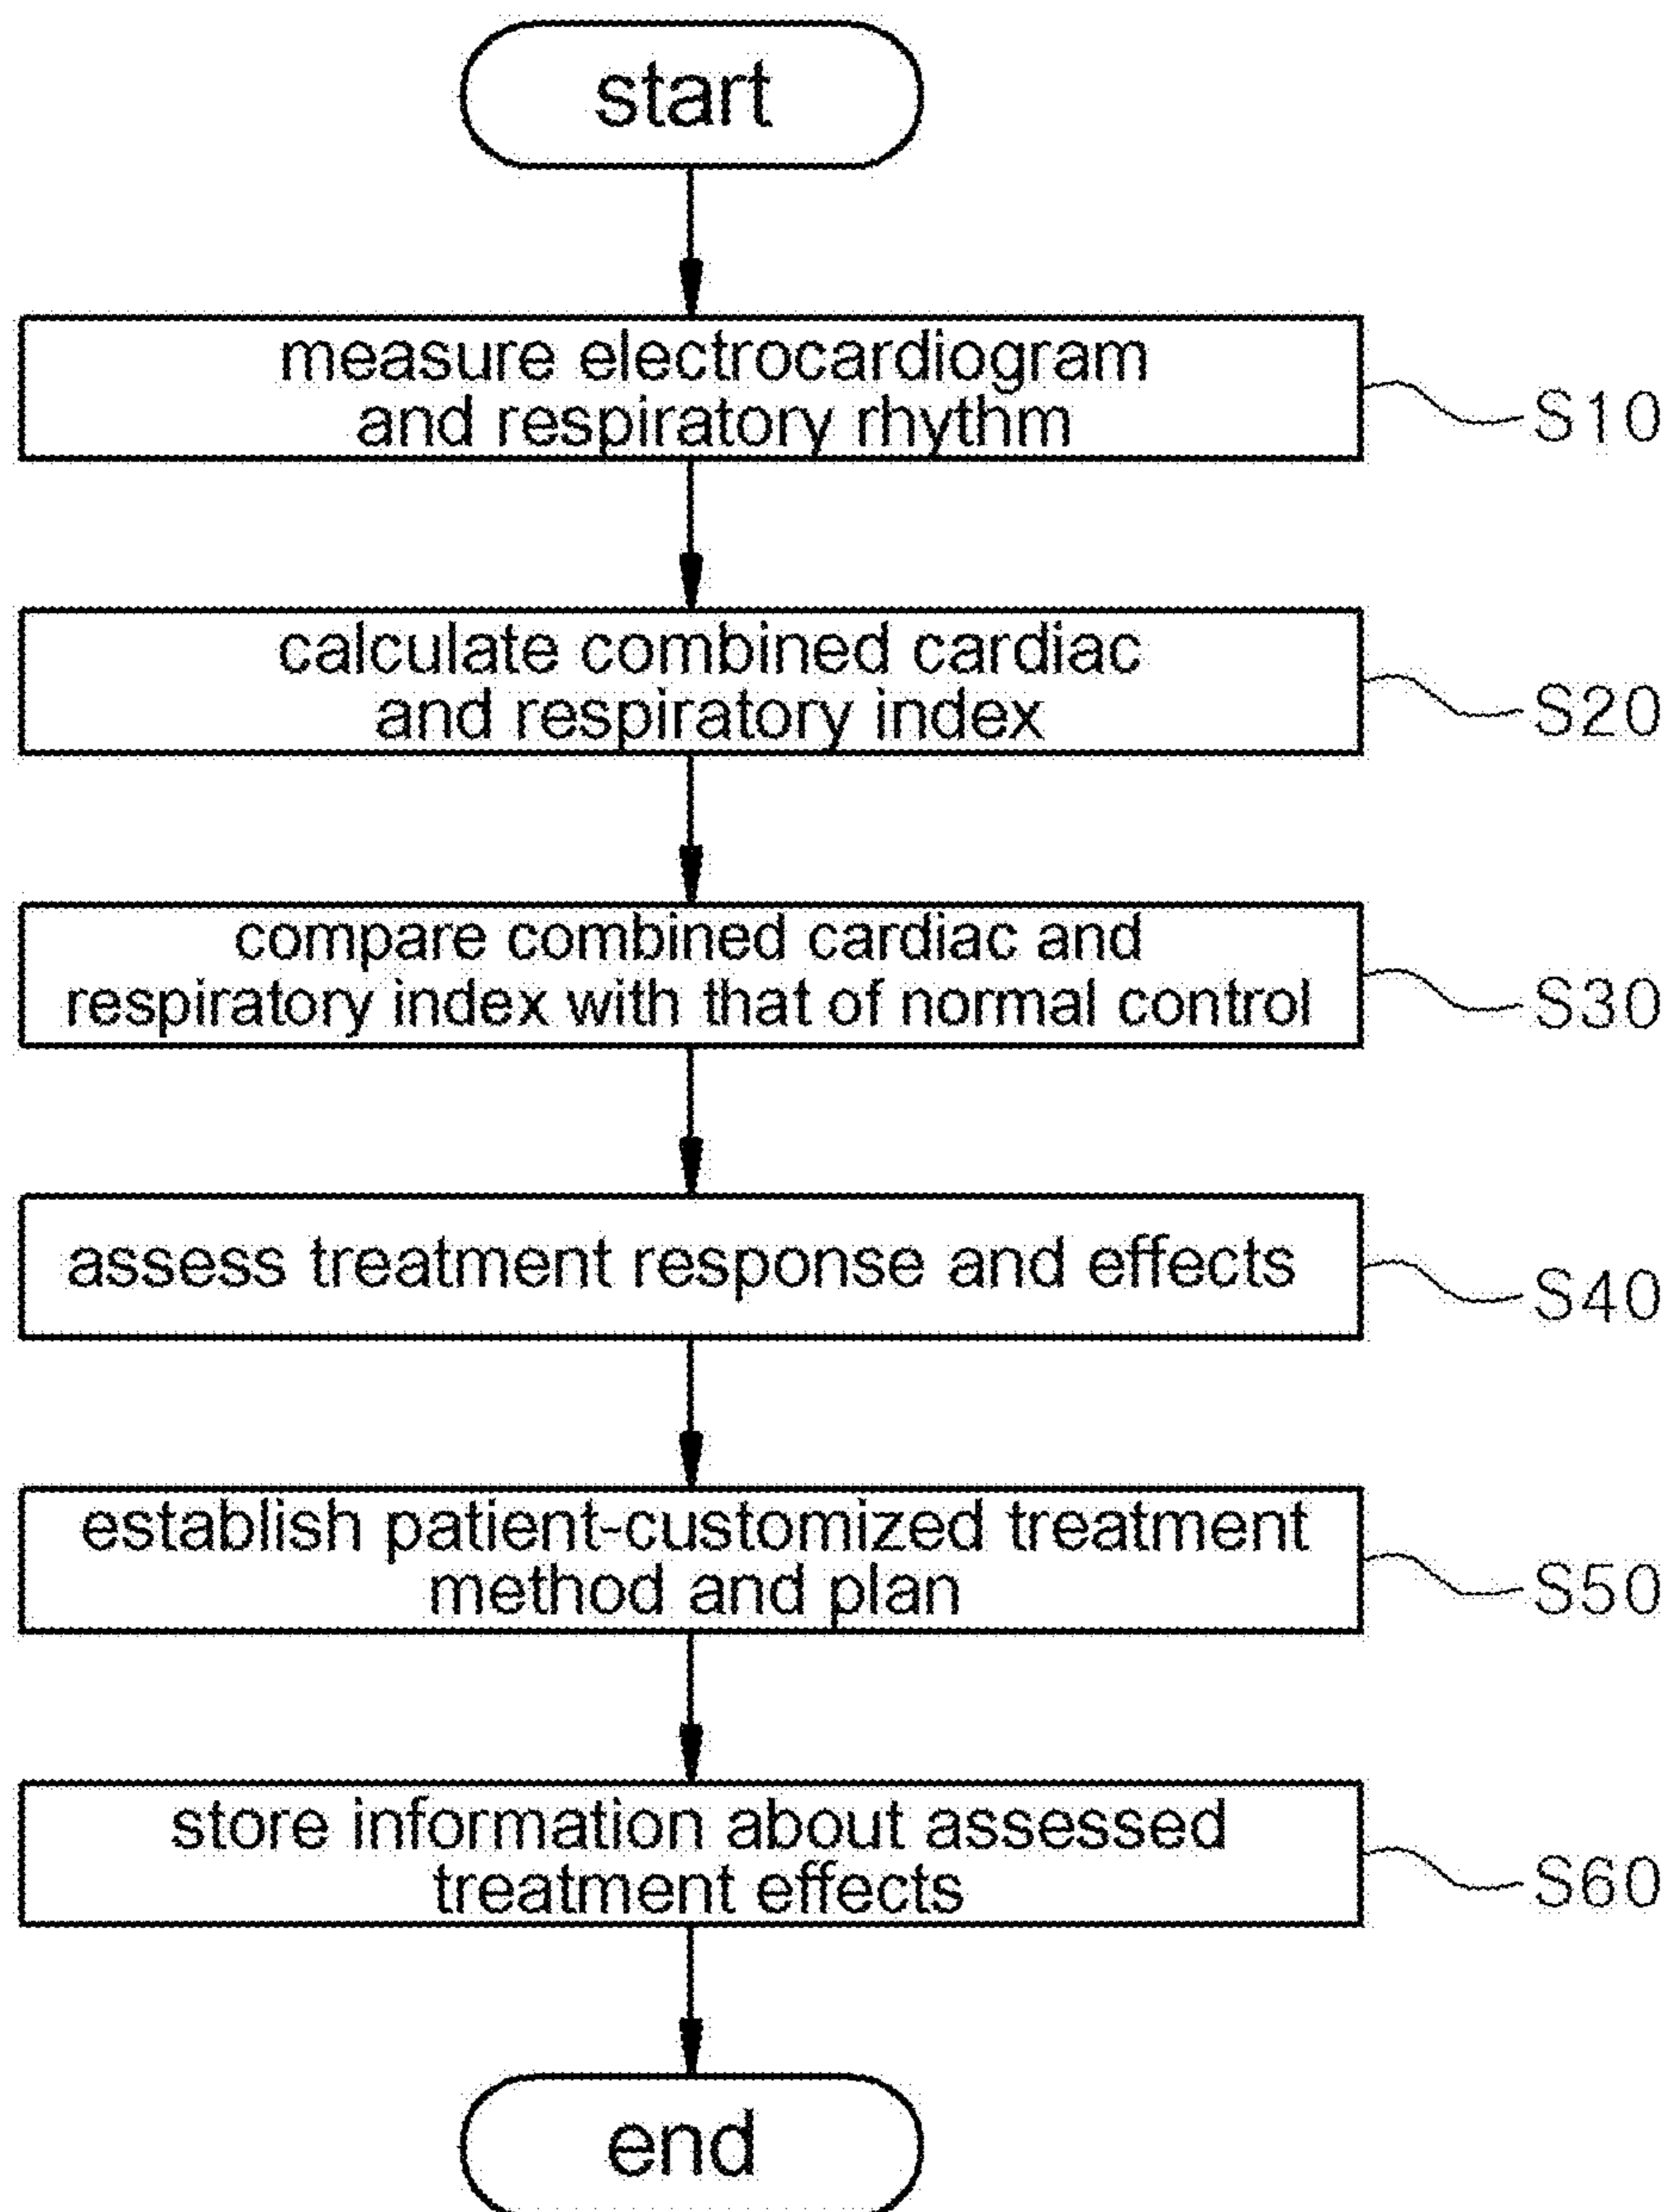 start
measure electrocardiogram
and respiratory rhythm
S10
calculate combined cardiac
and respiratory index
S20
compare combined cardiac and
respiratory index with that of normal control
S30
assess treatment response and effects
S40
establish patient-customized treatment
method and plan
S50
store information about assessed
treatment effects
S60
end